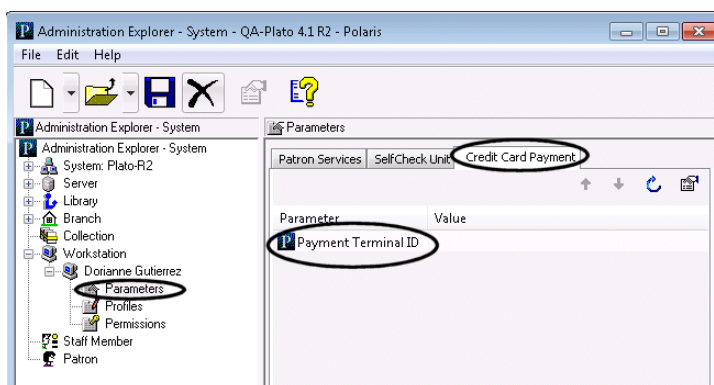 Administration Explorer - System - QA-Plato 4.1 R2 - Polaris
File Edit Help
Administration Explorer - System
Parameters
Administration Explorer - System
System: Plato-R2
Server
Library
Branch
Collection
Workstation
Dorianne Gutierrez
Parameters
Profiles
Permissions
Staff Member
Patron
Patron Services SelfCheck Unit Credit Card Payment
Parameter Value
Payment Terminal ID